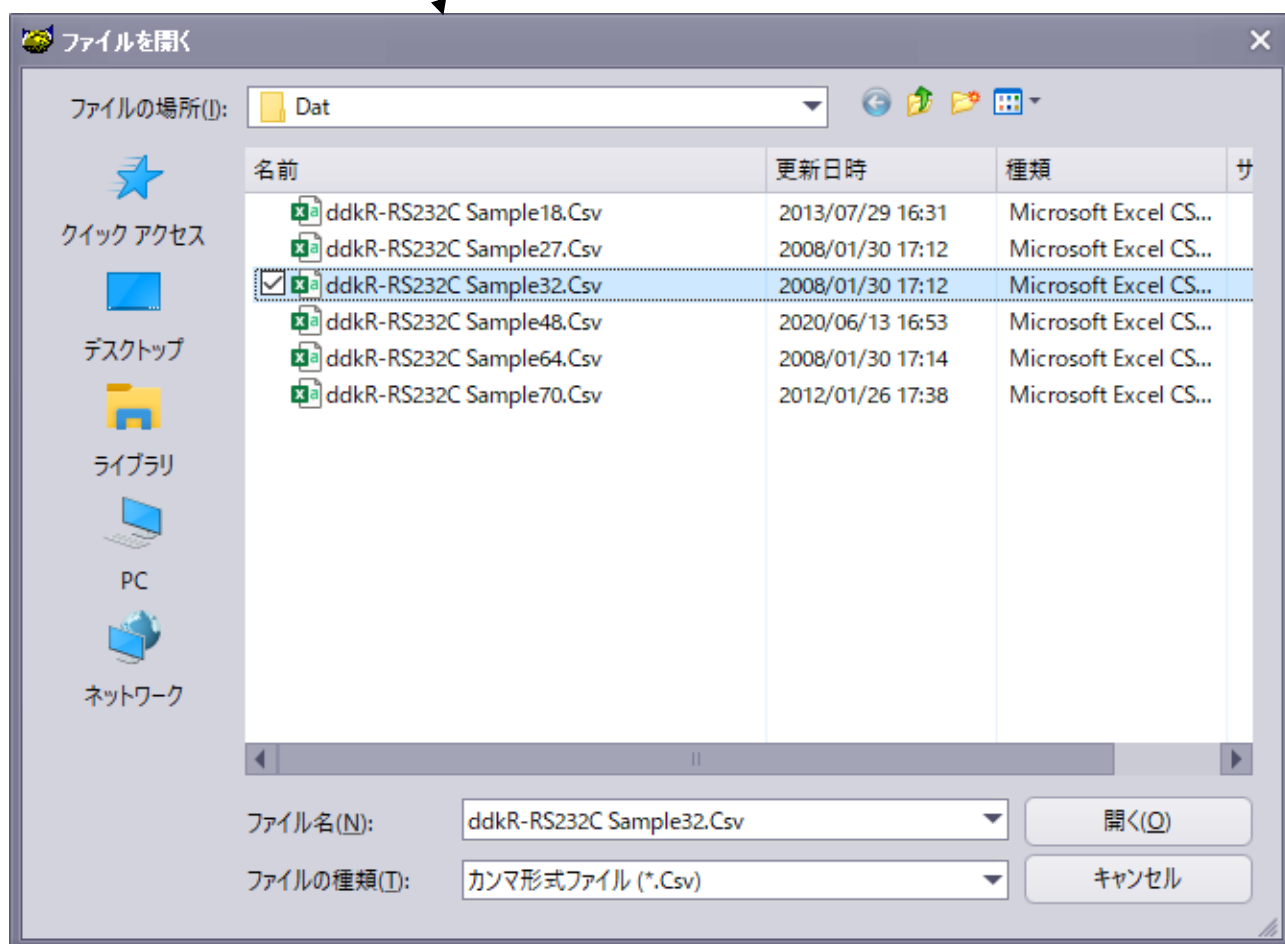 ファイルを開く
ファイルの場所(I): Dat
名前 更新日時 種類 サ
ddkR-RS232C Sample18.Csv 2013/07/29 16:31 Microsoft Excel CS...
ddkR-RS232C Sample27.Csv 2008/01/30 17:12 Microsoft Excel CS...
ddkR-RS232C Sample32.Csv 2008/01/30 17:12 Microsoft Excel CS...
ddkR-RS232C Sample48.Csv 2020/06/13 16:53 Microsoft Excel CS...
ddkR-RS232C Sample64.Csv 2008/01/30 17:14 Microsoft Excel CS...
ddkR-RS232C Sample70.Csv 2012/01/26 17:38 Microsoft Excel CS...
クイック アクセス
デスクトップ
ライブラリ
PC
ネットワーク
ファイル名(N): ddkR-RS232C Sample32.Csv 開く(O)
ファイルの種類(T): カンマ形式ファイル (*.Csv) キャンセル